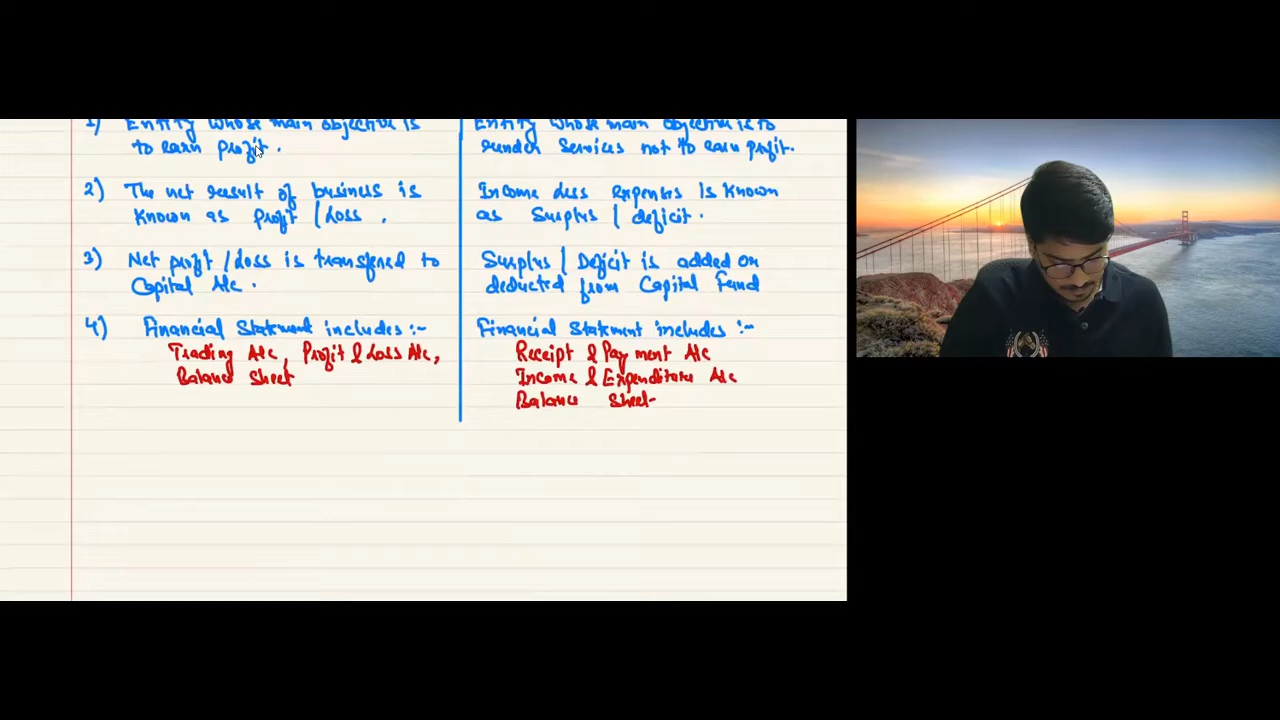 1) Entity whose main objective is
to earn profit.
Entity whose main objective is to
render services not to earn profit.
2) The net result of business is
known as profit / Loss .
Income Less expenses is known
as Surplus / deficit.
3) Net profit / Loss is transfered to
Capital A/c .
Surplus / Deficit is added or
deducted from Capital Fund
4) Financial Statement includes :-
Trading A/c, Profit & Loss A/c,
Balance Sheet
Financial Statement includes :-
Receipt & Payment A/c
Income & Expenditure A/c
Balance Sheet